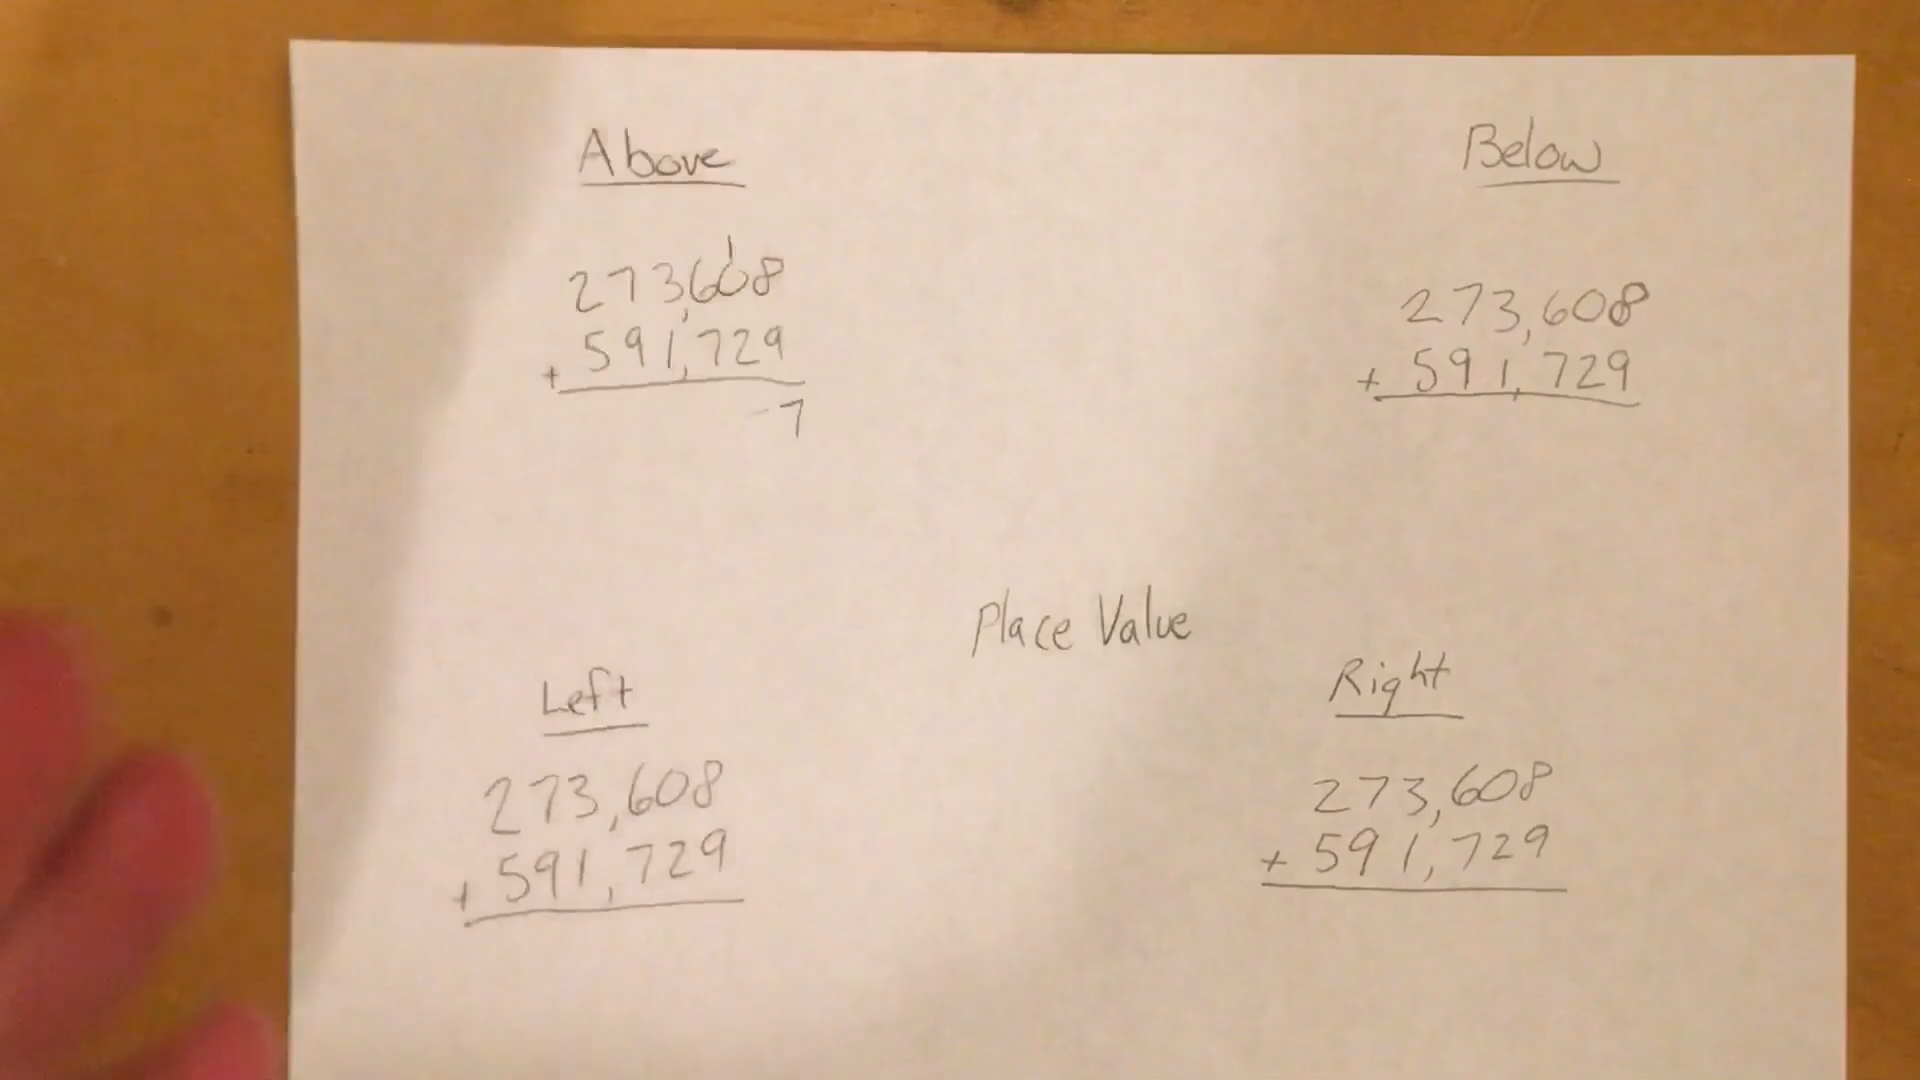 Above
1
273,608
+ 591,729
7
Below
273,608
+ 591,729
Place Value
Left
273,608
+ 591,729
Right
273,608
+ 591,729